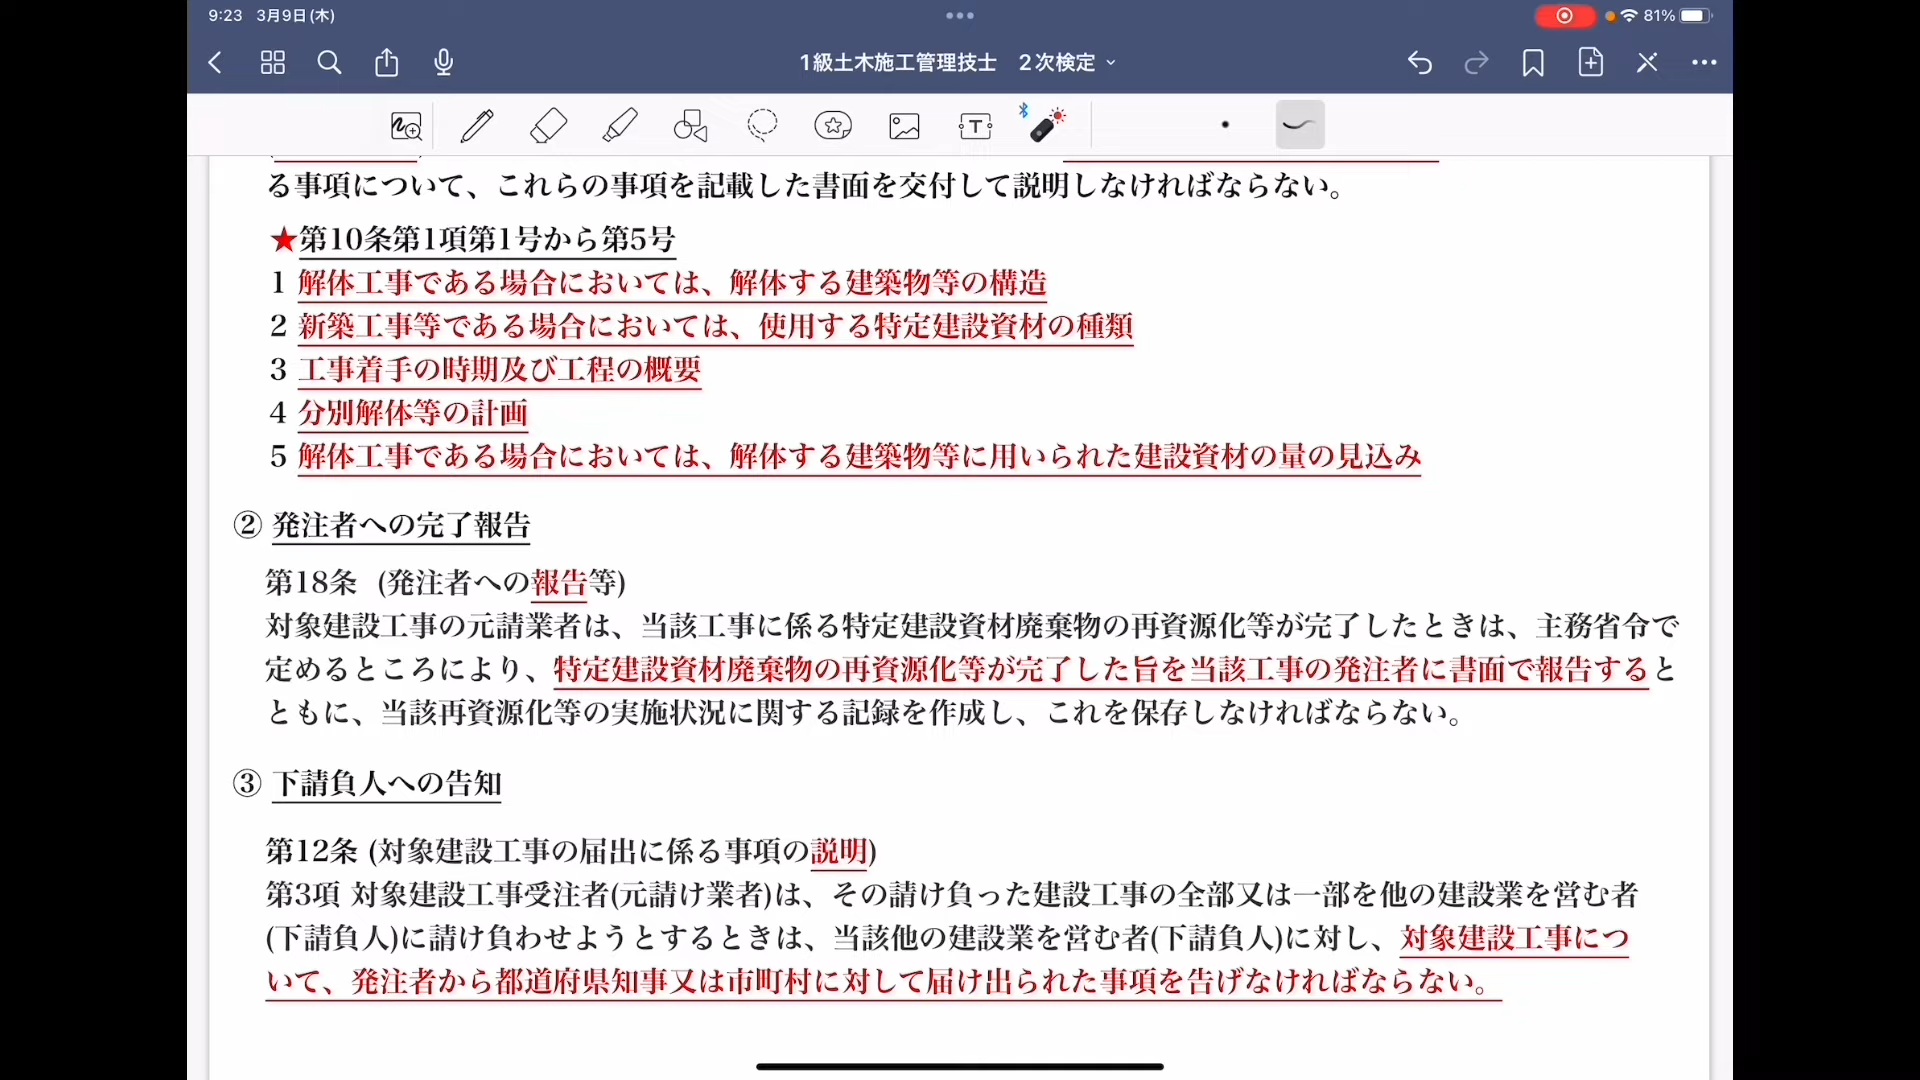 9:23 3月9日(木)
81%
1級土木施工管理技士 2次検定
る事項について、これらの事項を記載した書面を交付して説明しなければならない。
★第10条第1項第1号から第5号
1 解体工事である場合においては、解体する建築物等の構造
2 新築工事等である場合においては、使用する特定建設資材の種類
3 工事着手の時期及び工程の概要
4 分別解体等の計画
5 解体工事である場合においては、解体する建築物等に用いられた建設資材の量の見込み
② 発注者への完了報告
第18条 (発注者への報告等)
対象建設工事の元請業者は、当該工事に係る特定建設資材廃棄物の再資源化等が完了したときは、主務省令で
定めるところにより、特定建設資材廃棄物の再資源化等が完了した旨を当該工事の発注者に書面で報告すると
ともに、当該再資源化等の実施状況に関する記録を作成し、これを保存しなければならない。
③ 下請負人への告知
第12条 (対象建設工事の届出に係る事項の説明)
第3項 対象建設工事受注者(元請け業者)は、その請け負った建設工事の全部又は一部を他の建設業を営む者
(下請負人)に請け負わせようとするときは、当該他の建設業を営む者(下請負人)に対し、対象建設工事につ
いて、発注者から都道府県知事又は市町村に対して届け出られた事項を告げなければならない。